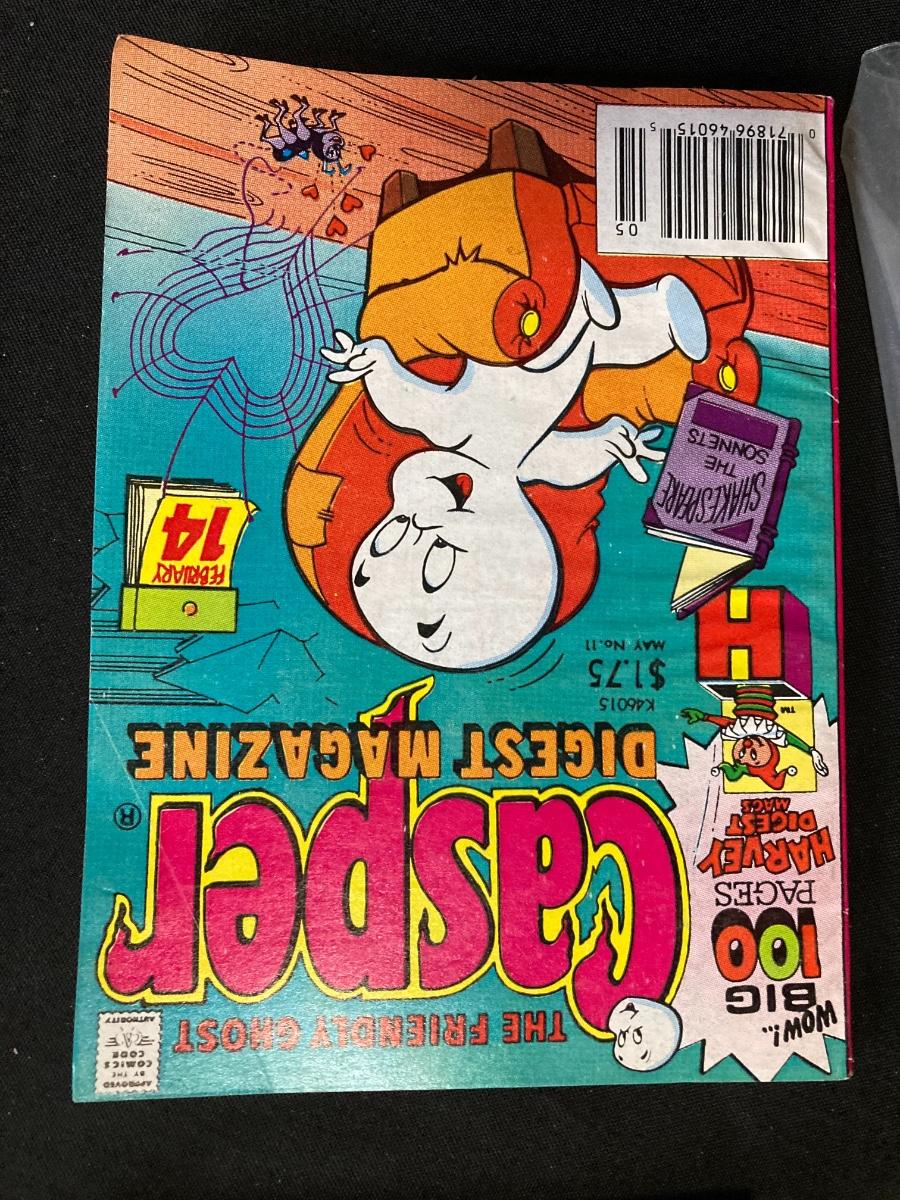 WOW!..
BIG
100
PAGES
HARVEY
DIGEST
MAGS
TM
H
THE FRIENDLY GHOST
APPROVED
BY THE
COMICS
CODE
AUTHORITY
Casper
®
DIGEST MAGAZINE
K46015
$1.75
MAY No.11
FEBRUARY
14
SHAKESPEARE
THE
SONNETS
05
0 71896 46015 5